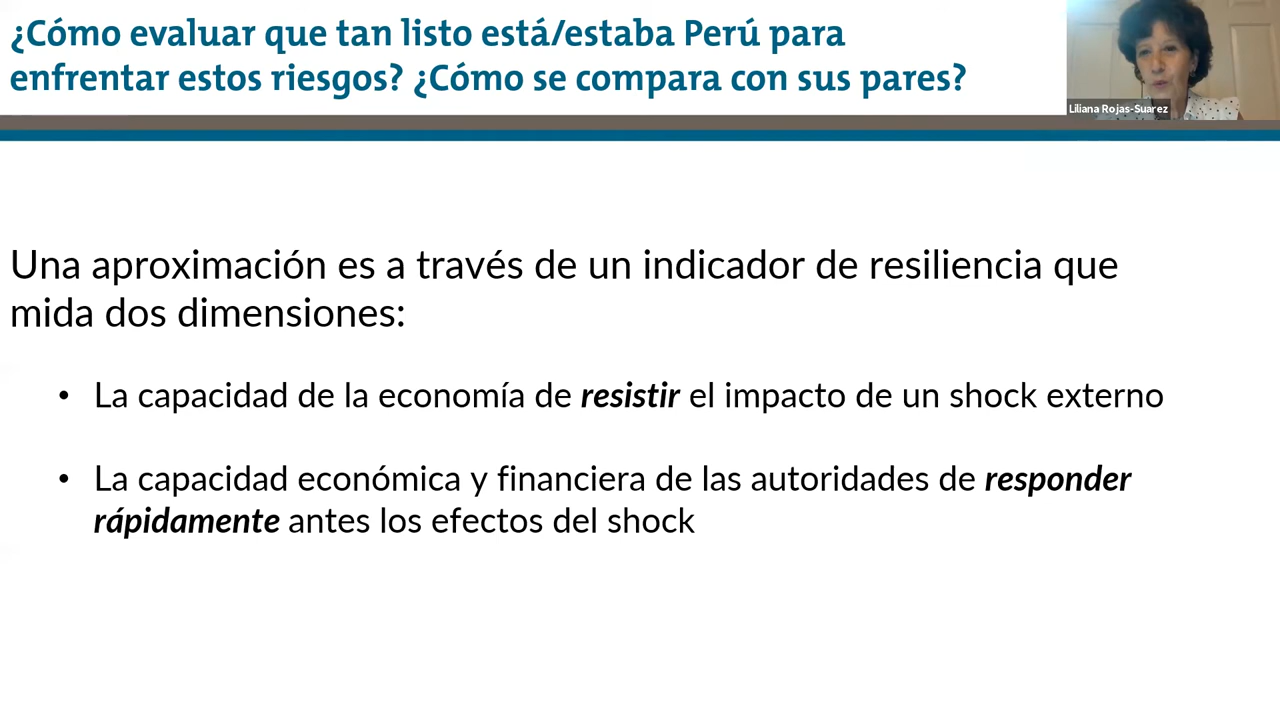 ¿Cómo evaluar que tan listo está/estaba Perú para
enfrentar estos riesgos? ¿Cómo se compara con sus pares?
Liliana Rojas-Suarez
Una aproximación es a través de un indicador de resiliencia que
mida dos dimensiones:
• La capacidad de la economía de resistir el impacto de un shock externo
• La capacidad económica y financiera de las autoridades de responder
rápidamente antes los efectos del shock